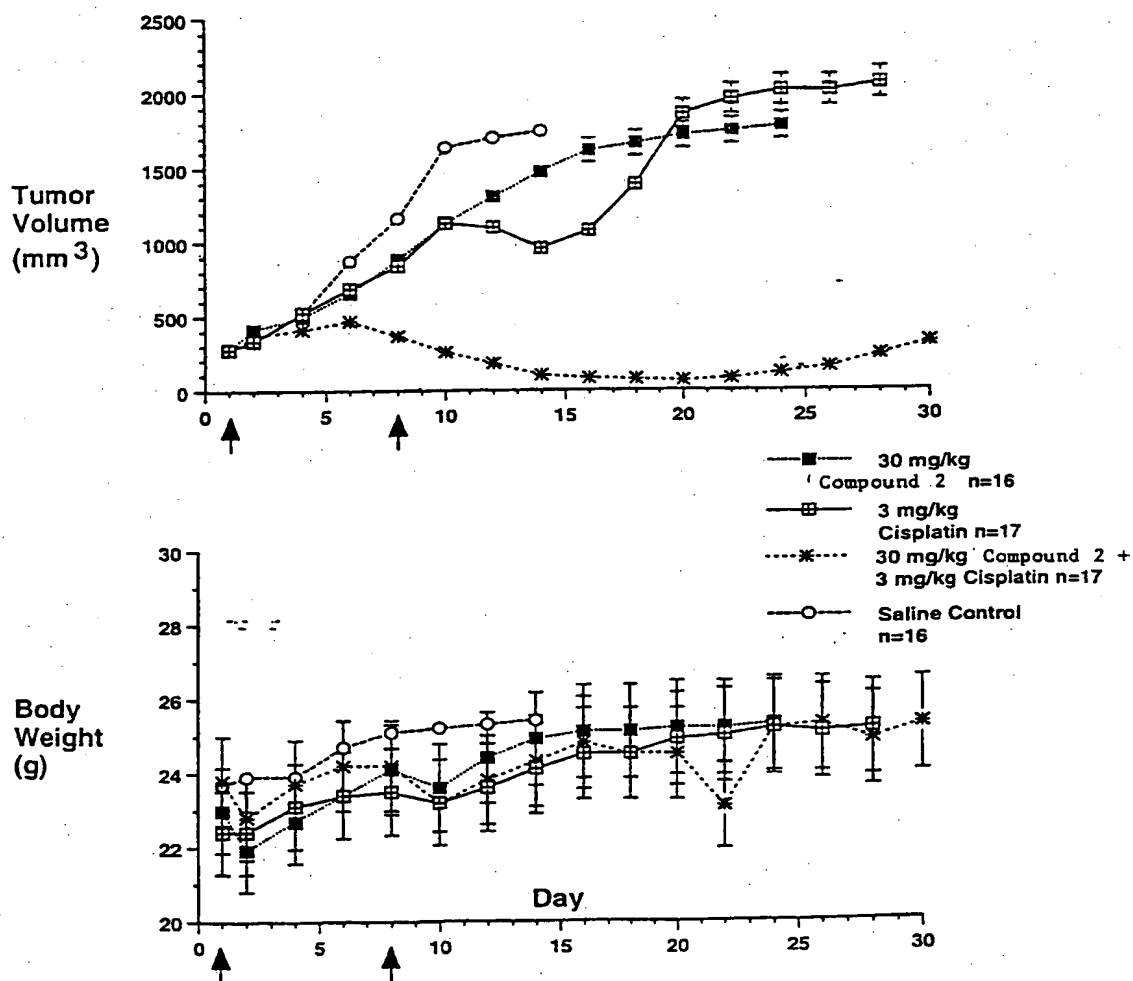 2500
2000
1500
1000
500
0
Tumor
Volume
(mm³)
0 5 10 15 20 25 30
30 mg/kg
Compound 2 n=16
3 mg/kg
Cisplatin n=17
30 mg/kg Compound 2 +
3 mg/kg Cisplatin n=17
Saline Control
n=16
30
28
26
24
22
20
Body
Weight
(g)
Day
0 5 10 15 20 25 30